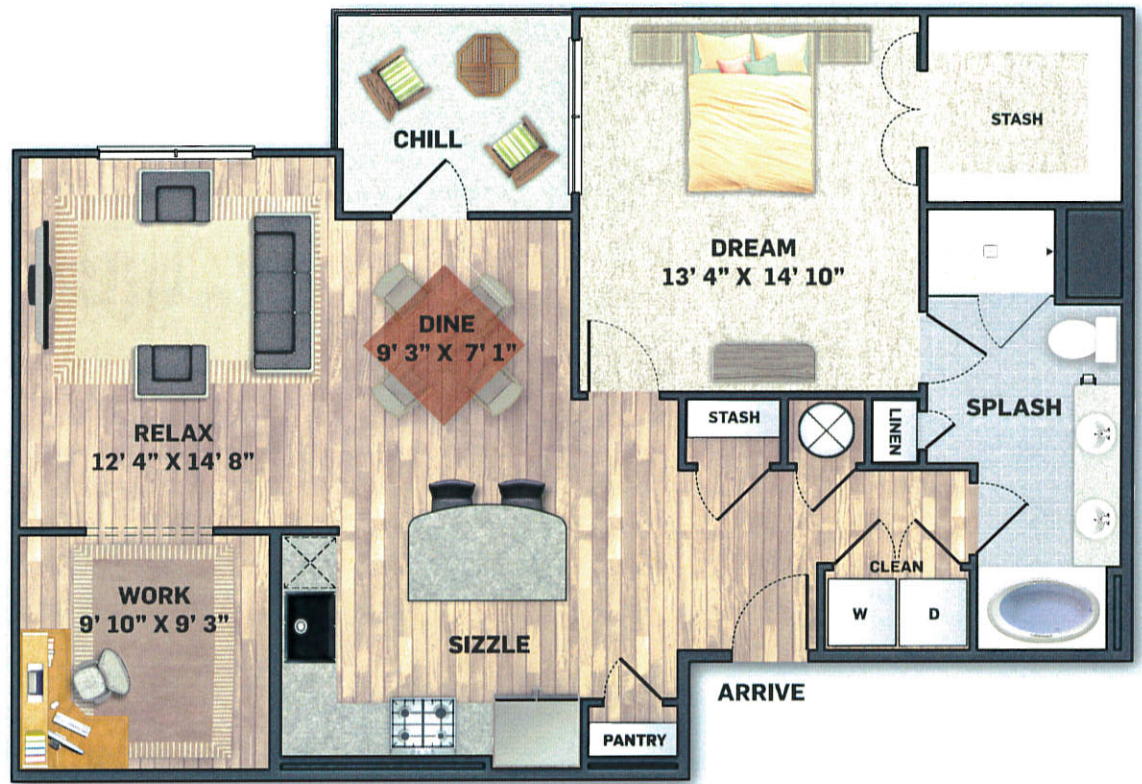 CHILL
STASH
DREAM
13' 4" X 14' 10"
DINE
9' 3" X 7' 1"
RELAX
12' 4" X 14' 8"
STASH
LINEN
SPLASH
WORK
9' 10" X 9' 3"
CLEAN
W
D
SIZZLE
ARRIVE
PANTRY